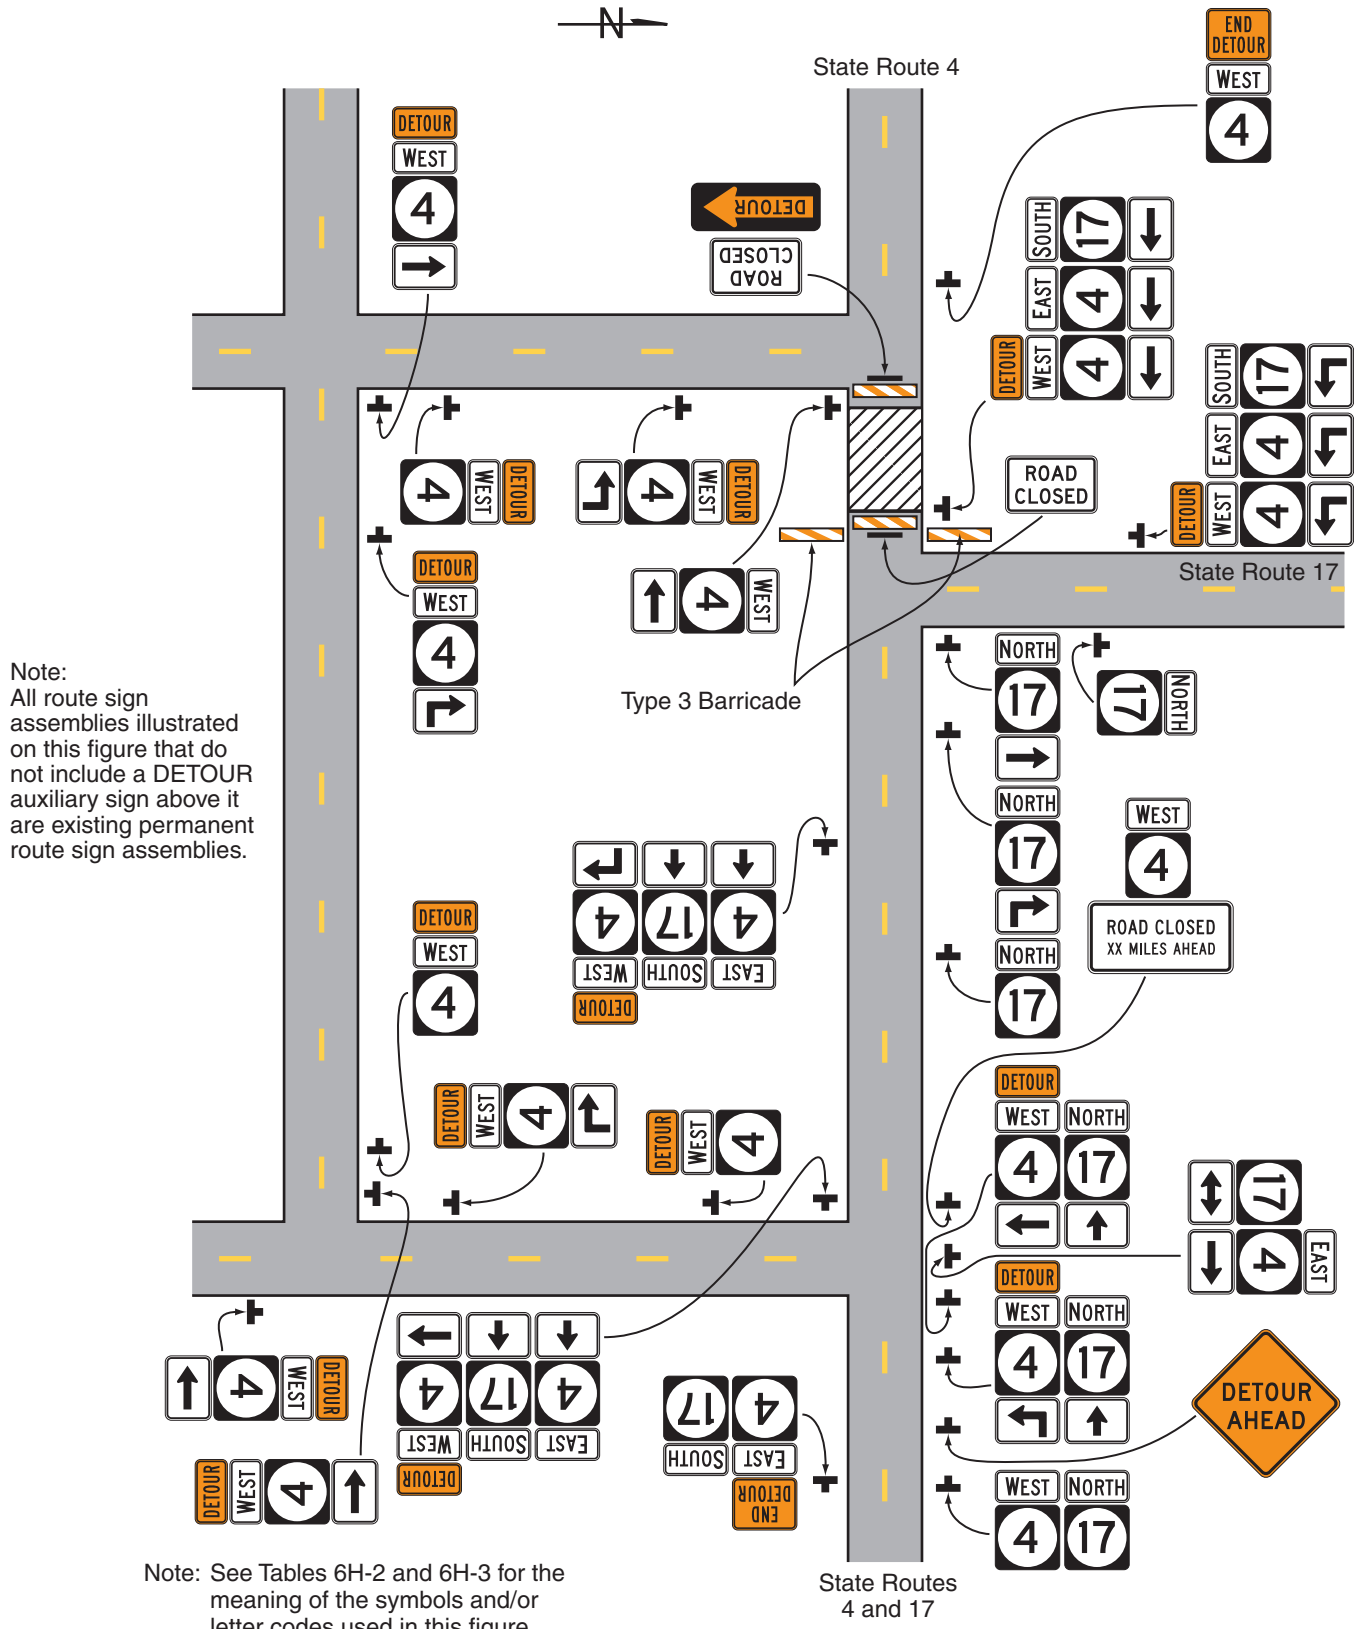 N
State Route 4
END
DETOUR
WEST
4
DETOUR
WEST
4
DETOUR
ROAD
CLOSED
SOUTH
17
EAST
4
DETOUR
WEST
4
SOUTH
17
EAST
4
DETOUR
WEST
4
DETOUR
WEST
4
DETOUR
WEST
4
ROAD
CLOSED
DETOUR
WEST
4
WEST
4
State Route 17
Note:
All route sign
assemblies illustrated
on this figure that do
not include a DETOUR
auxiliary sign above it
are existing permanent
route sign assemblies.
Type 3 Barricade
NORTH
17
NORTH
17
NORTH
17
NORTH
17
WEST
4
ROAD CLOSED
XX MILES AHEAD
EAST
4
SOUTH
17
DETOUR
WEST
4
DETOUR
WEST
4
DETOUR
WEST
4
DETOUR
WEST
4
DETOUR
WEST
NORTH
4
17
17
EAST
4
DETOUR
WEST
NORTH
4
17
DETOUR
AHEAD
DETOUR
WEST
4
DETOUR
WEST
4
EAST
4
SOUTH
17
DETOUR
WEST
4
END
DETOUR
EAST
4
SOUTH
17
WEST
NORTH
4
17
State Routes
4 and 17
Note: See Tables 6H-2 and 6H-3 for the
meaning of the symbols and/or
letter codes used in this figure